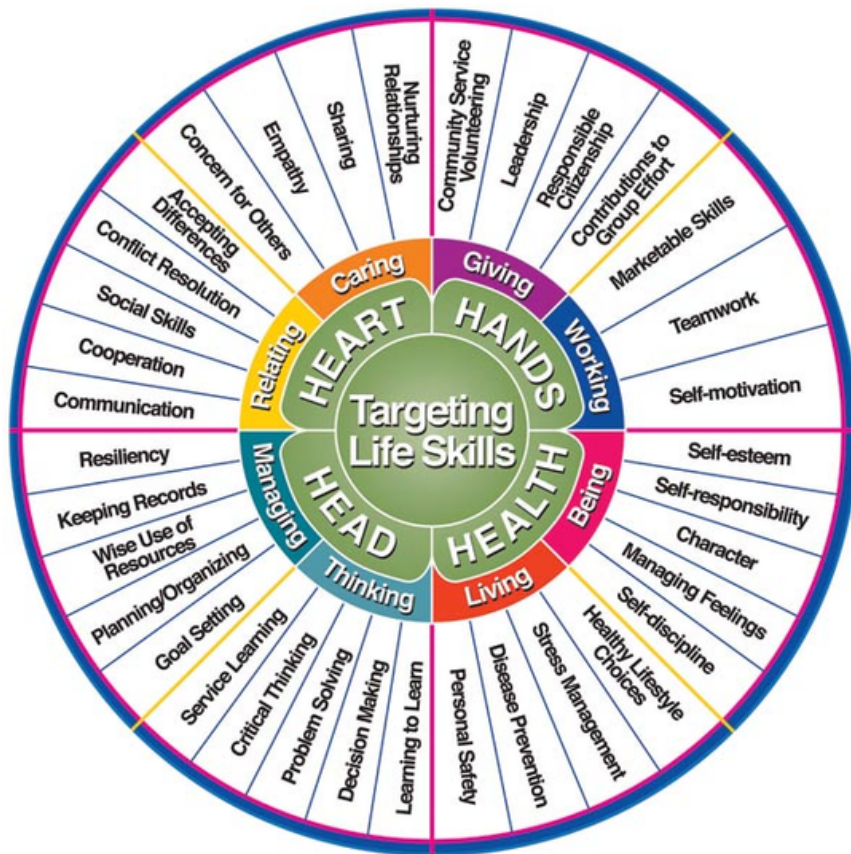 Targeting
Life Skills
HEART
HANDS
HEALTH
HEAD
Caring
Giving
Working
Being
Living
Thinking
Managing
Relating
Nurturing
Relationships
Sharing
Empathy
Concern for Others
Community Service
Volunteering
Leadership
Responsible
Citizenship
Contributions to
Group Effort
Marketable Skills
Teamwork
Self-motivation
Self-esteem
Self-responsibility
Character
Managing Feelings
Self-discipline
Healthy Lifestyle
Choices
Stress Management
Disease Prevention
Personal Safety
Learning to Learn
Decision Making
Problem Solving
Critical Thinking
Service Learning
Goal Setting
Planning/Organizing
Wise Use of
Resources
Keeping Records
Resiliency
Communication
Cooperation
Social Skills
Conflict Resolution
Accepting
Differences